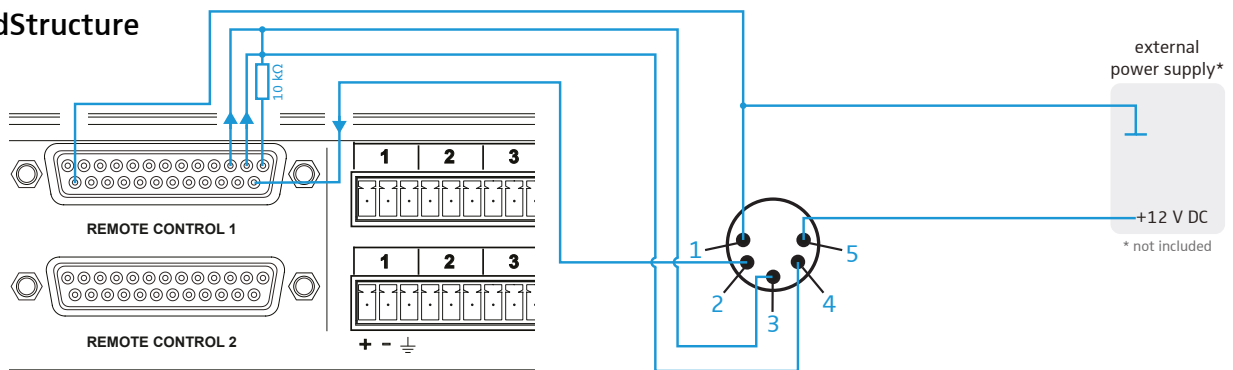 dStructure
external
power supply*
10 kΩ
1 2 3
REMOTE CONTROL 1
+12 V DC
* not included
1 5
2 4
3
1 2 3
REMOTE CONTROL 2
+ - ⏚